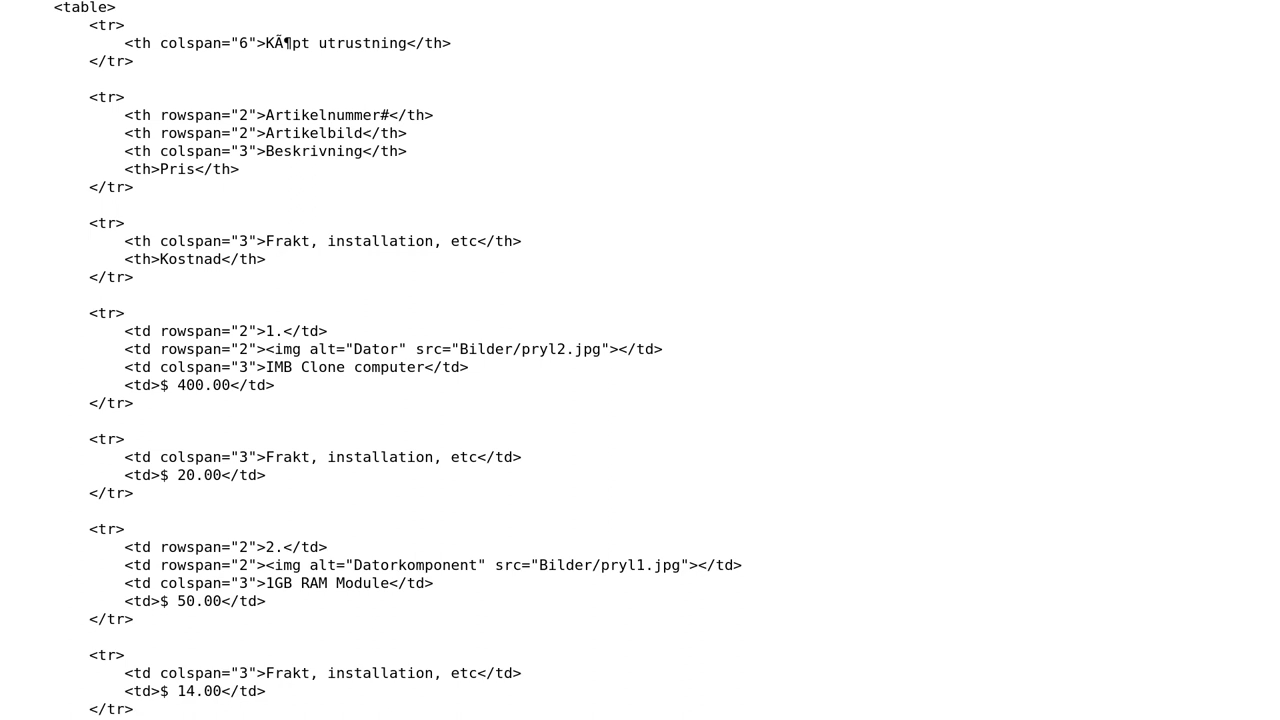 <table>
<tr>
<th colspan="6">KÃ¶pt utrustning</th>
</tr>
<tr>
<th rowspan="2">Artikelnummer#</th>
<th rowspan="2">Artikelbild</th>
<th colspan="3">Beskrivning</th>
<th>Pris</th>
</tr>
<tr>
<th colspan="3">Frakt, installation, etc</th>
<th>Kostnad</th>
</tr>
<tr>
<td rowspan="2">1.</td>
<td rowspan="2"><img alt="Dator" src="Bilder/pryl2.jpg"></td>
<td colspan="3">IMB Clone computer</td>
<td>$ 400.00</td>
</tr>
<tr>
<td colspan="3">Frakt, installation, etc</td>
<td>$ 20.00</td>
</tr>
<tr>
<td rowspan="2">2.</td>
<td rowspan="2"><img alt="Datorkomponent" src="Bilder/pryl1.jpg"></td>
<td colspan="3">1GB RAM Module</td>
<td>$ 50.00</td>
</tr>
<tr>
<td colspan="3">Frakt, installation, etc</td>
<td>$ 14.00</td>
</tr>